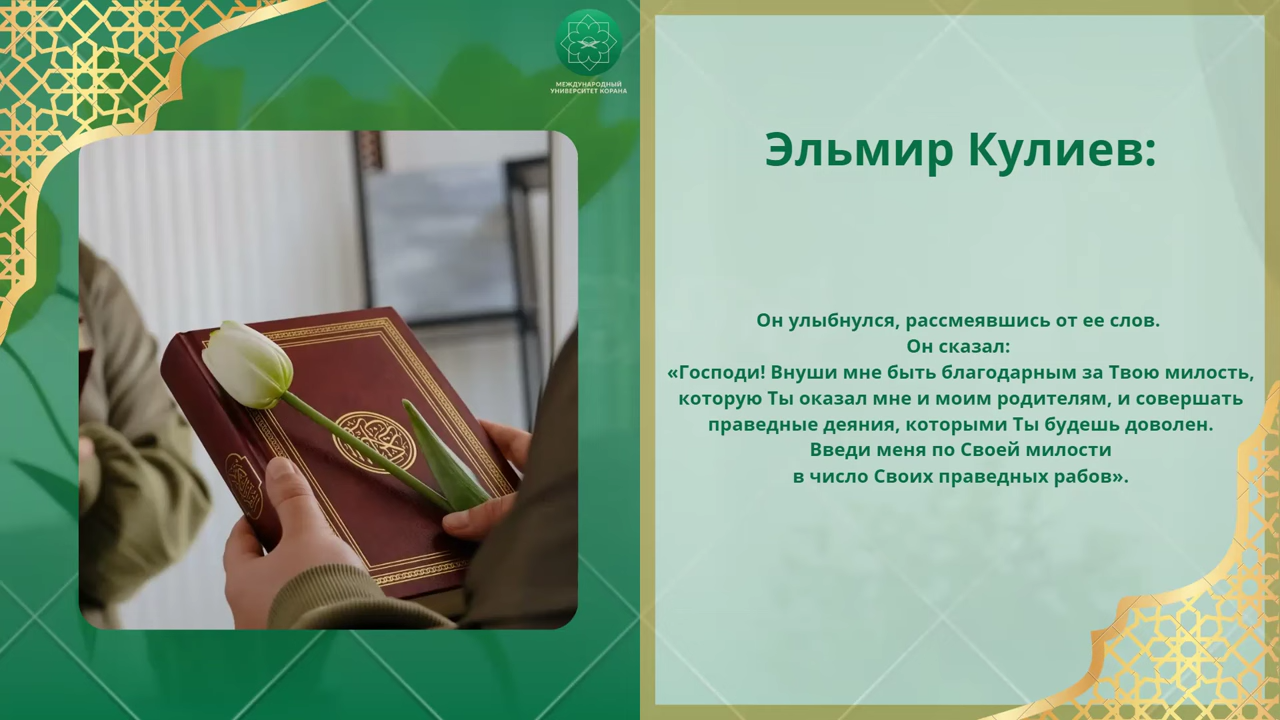 МЕЖДУНАРОДНЫЙ
УНИВЕРСИТЕТ КОРАНА
Эльмир Кулиев:
Он улыбнулся, рассмеявшись от ее слов.
Он сказал:
«Господи! Внуши мне быть благодарным за Твою милость,
которую Ты оказал мне и моим родителям, и совершать
праведные деяния, которыми Ты будешь доволен.
Введи меня по Своей милости
в число Своих праведных рабов».